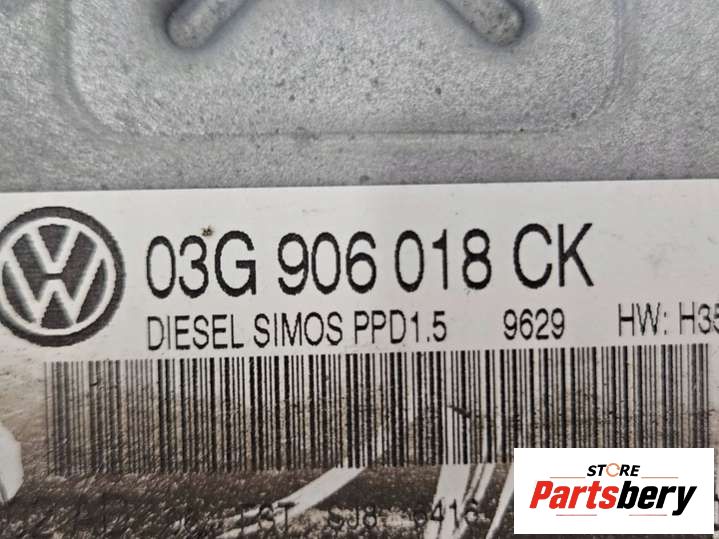 03G 906 018 CK
DIESEL SIMOS PPD1.5 9629 HW: H35
STORE
Partsbery